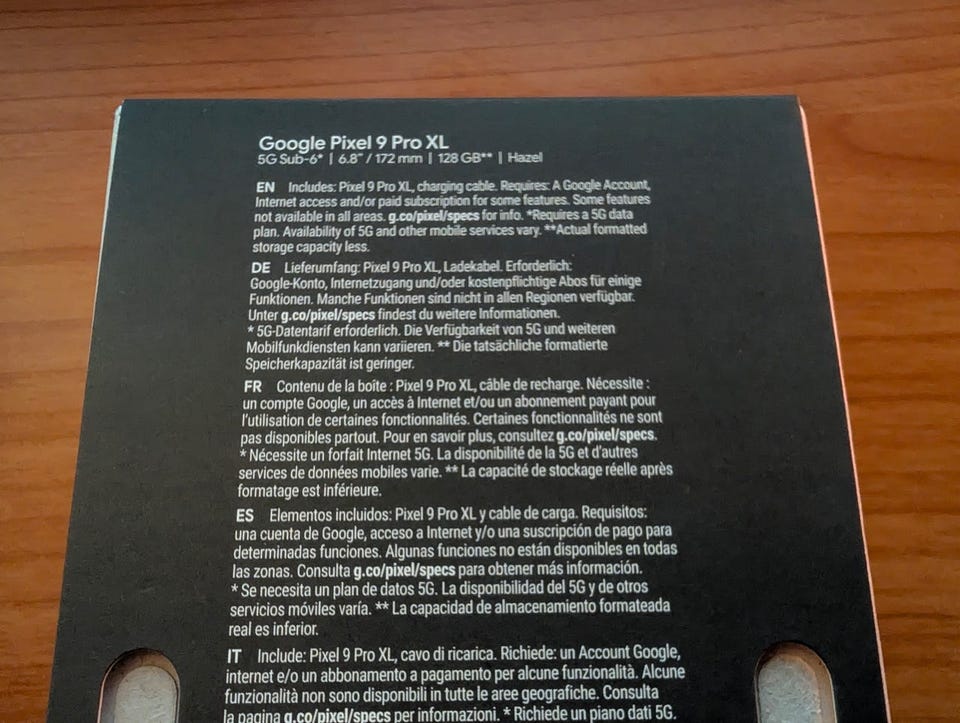 Google Pixel 9 Pro XL
5G Sub-6* | 6.8" / 172 mm | 128 GB** | Hazel
EN Includes: Pixel 9 Pro XL, charging cable. Requires: A Google Account,
Internet access and/or paid subscription for some features. Some features
not available in all areas. g.co/pixel/specs for info. *Requires a 5G data
plan. Availability of 5G and other mobile services vary. **Actual formatted
storage capacity less.
DE Lieferumfang: Pixel 9 Pro XL, Ladekabel. Erforderlich:
Google-Konto, Internetzugang und/oder kostenpflichtige Abos für einige
Funktionen. Manche Funktionen sind nicht in allen Regionen verfügbar.
Unter g.co/pixel/specs findest du weitere Informationen.
* 5G-Datentarif erforderlich. Die Verfügbarkeit von 5G und weiteren
Mobilfunkdiensten kann variieren. ** Die tatsächliche formatierte
Speicherkapazität ist geringer.
FR Contenu de la boîte : Pixel 9 Pro XL, câble de recharge. Nécessite :
un compte Google, un accès à Internet et/ou un abonnement payant pour
l'utilisation de certaines fonctionnalités. Certaines fonctionnalités ne sont
pas disponibles partout. Pour en savoir plus, consultez g.co/pixel/specs.
* Nécessite un forfait Internet 5G. La disponibilité de la 5G et d'autres
services de données mobiles varie. ** La capacité de stockage réelle après
formatage est inférieure.
ES Elementos incluidos: Pixel 9 Pro XL y cable de carga. Requisitos:
una cuenta de Google, acceso a Internet y/o una suscripción de pago para
determinadas funciones. Algunas funciones no están disponibles en todas
las zonas. Consulta g.co/pixel/specs para obtener más información.
* Se necesita un plan de datos 5G. La disponibilidad del 5G y de otros
servicios móviles varía. ** La capacidad de almacenamiento formateada
real es inferior.
IT Include: Pixel 9 Pro XL, cavo di ricarica. Richiede: un Account Google,
internet e/o un abbonamento a pagamento per alcune funzionalità. Alcune
funzionalità non sono disponibili in tutte le aree geografiche. Consulta
la pagina g.co/pixel/specs per informazioni. * Richiede un piano dati 5G.